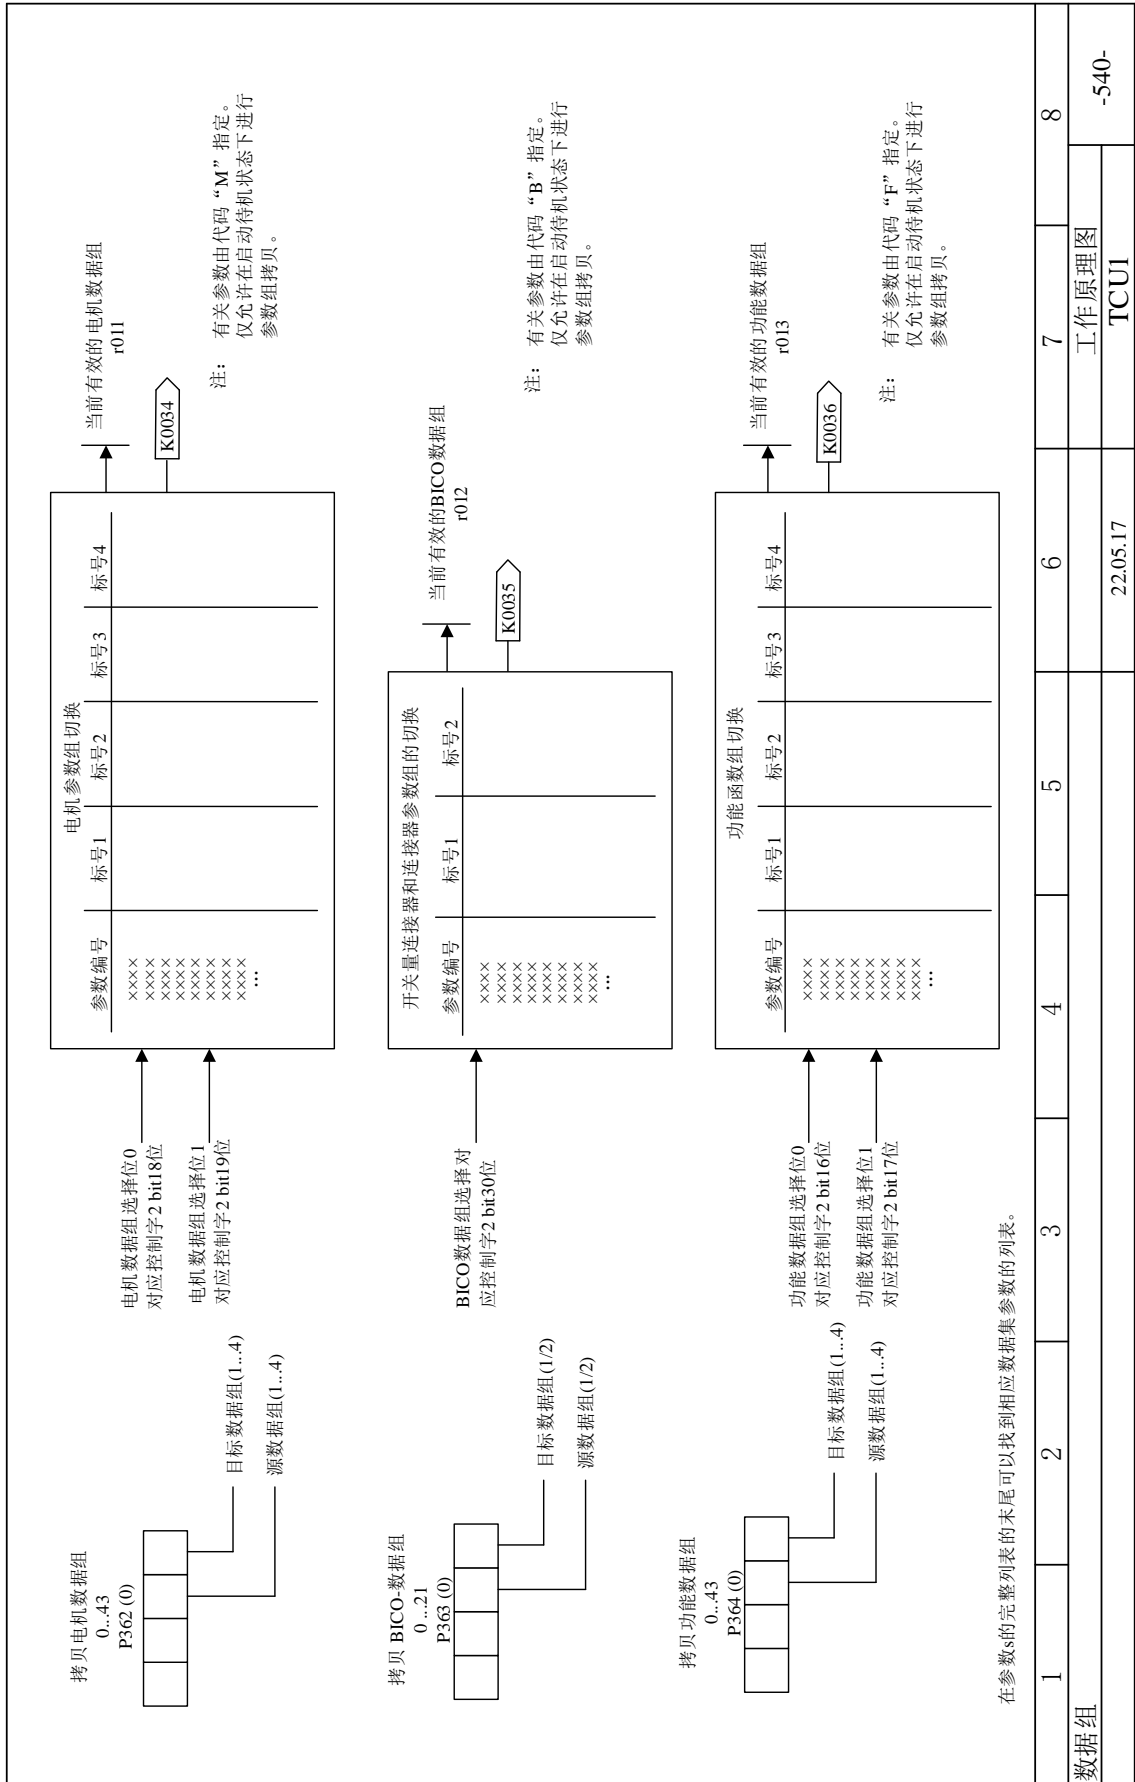 拷贝电机数据组
0...43
P362 (0)
目标数据组(1...4)
源数据组(1...4)
电机数据组选择位0
对应控制字2 bit18位
电机数据组选择位1
对应控制字2 bit19位
电机参数组切换
参数编号 标号1 标号2 标号3 标号4
××××
××××
××××
××××
××××
××××
××××
××××
...
当前有效的电机数据组
r011
K0034
注: 有关参数由代码“M”指定。
仅允许在启动待机状态下进行
参数组拷贝。
拷贝 BICO-数据组
0 ...21
P363 (0)
目标数据组(1/2)
源数据组(1/2)
BICO数据组选择对
应控制字2 bit30位
开关量连接器和连接器参数组的切换
参数编号 标号1 标号2
××××
××××
××××
××××
××××
××××
××××
××××
...
当前有效的BICO数据组
r012
K0035
注: 有关参数由代码“B”指定。
仅允许在启动待机状态下进行
参数组拷贝。
拷贝功能数据组
0...43
P364 (0)
目标数据组(1...4)
源数据组(1...4)
功能数据组选择位0
对应控制字2 bit16位
功能数据组选择位1
对应控制字2 bit17位
功能函数组切换
参数编号 标号1 标号2 标号3 标号4
××××
××××
××××
××××
××××
××××
××××
××××
...
当前有效的功能数据组
r013
K0036
注: 有关参数由代码“F”指定。
仅允许在启动待机状态下进行
参数组拷贝。
在参数s的完整列表的末尾可以找到相应数据集参数的列表。
1 2 3 4 5 6 7 8
数据组 工作原理图 -540-
22.05.17 TCU1